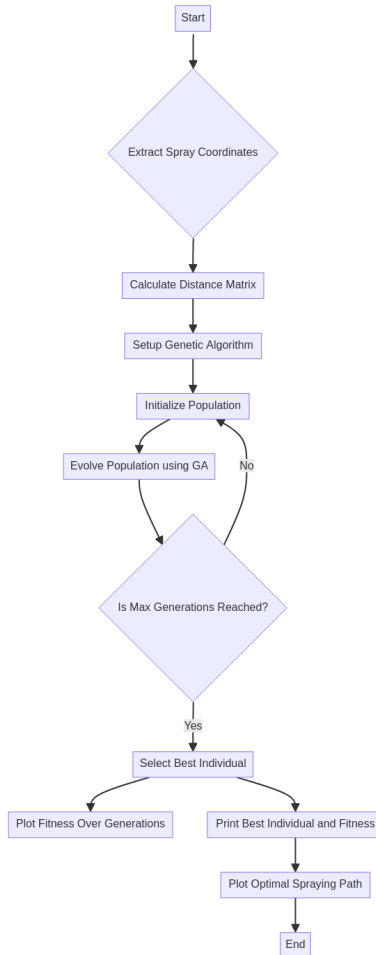 Start
Extract Spray Coordinates
Calculate Distance Matrix
Setup Genetic Algorithm
Initialize Population
Evolve Population using GA
No
Is Max Generations Reached?
Yes
Select Best Individual
Plot Fitness Over Generations
Print Best Individual and Fitness
Plot Optimal Spraying Path
End